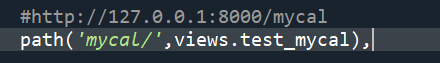 #http://127.0.0.1:8000/mycal
path('mycal/',views.test_mycal),